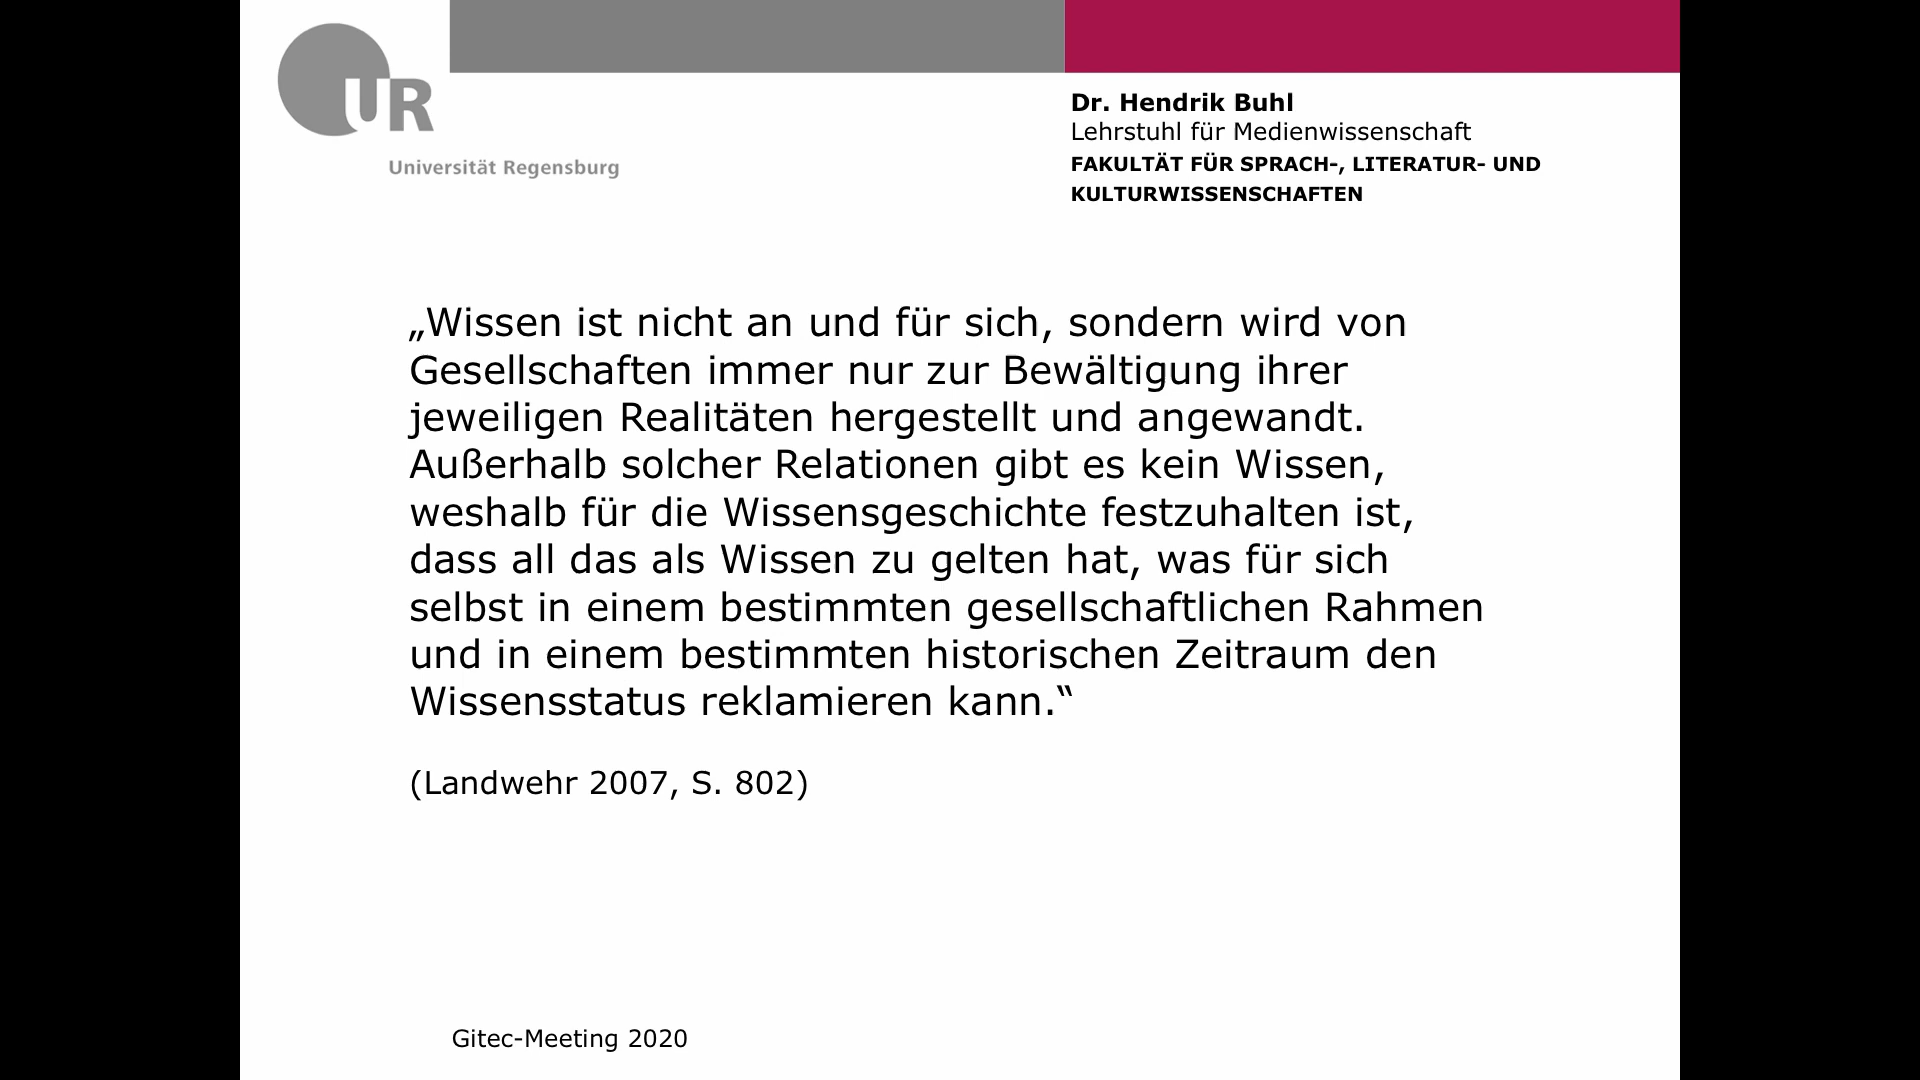 UR
Universität Regensburg
Dr. Hendrik Buhl
Lehrstuhl für Medienwissenschaft
FAKULTÄT FÜR SPRACH-, LITERATUR- UND
KULTURWISSENSCHAFTEN
„Wissen ist nicht an und für sich, sondern wird von
Gesellschaften immer nur zur Bewältigung ihrer
jeweiligen Realitäten hergestellt und angewandt.
Außerhalb solcher Relationen gibt es kein Wissen,
weshalb für die Wissensgeschichte festzuhalten ist,
dass all das als Wissen zu gelten hat, was für sich
selbst in einem bestimmten gesellschaftlichen Rahmen
und in einem bestimmten historischen Zeitraum den
Wissensstatus reklamieren kann.“
(Landwehr 2007, S. 802)
Gitec-Meeting 2020